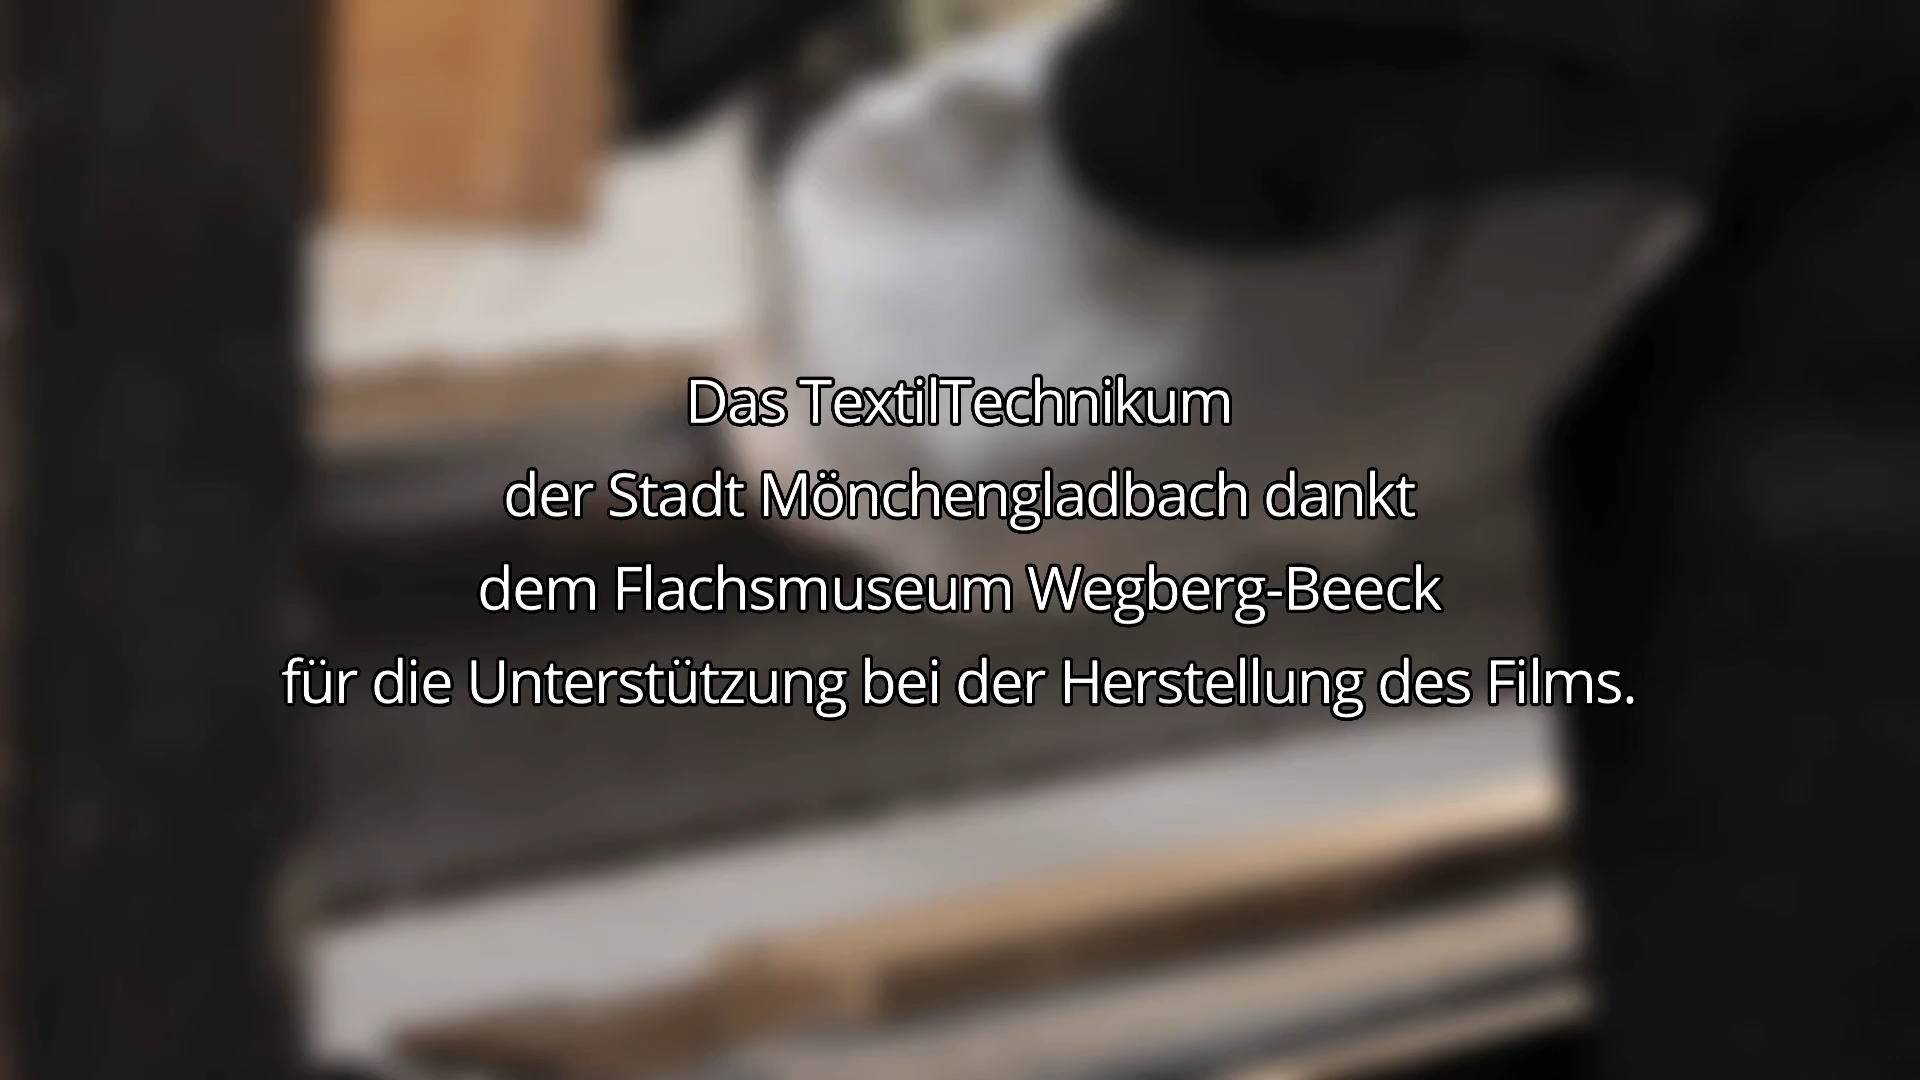 Das TextilTechnikum
der Stadt Mönchengladbach dankt
dem Flachsmuseum Wegberg-Beeck
für die Unterstützung bei der Herstellung des Films.